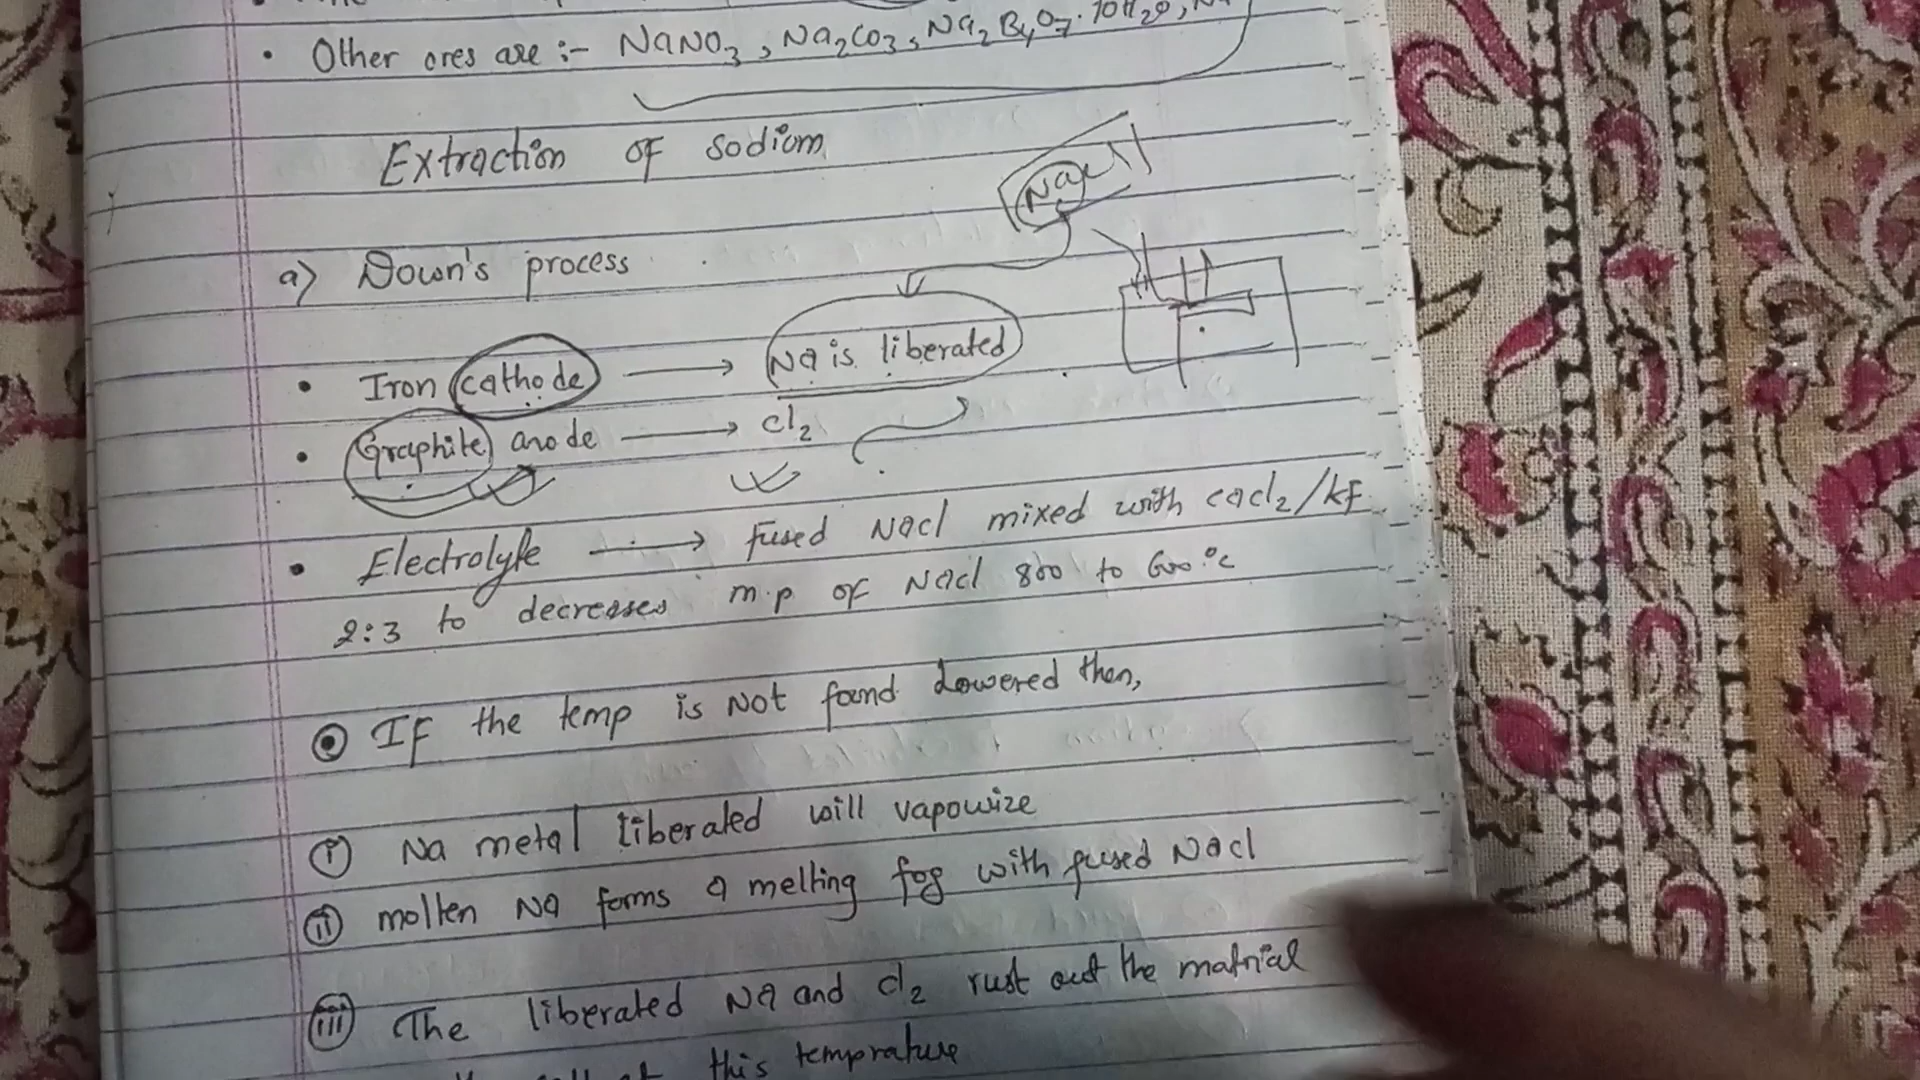 • Other ores are :- NaNO3, Na2CO3, Na2B4O7.10H2O,
Extraction of sodium
NaCl
a) Down's process
• Iron cathode → Na is liberated
• Graphite anode → Cl2
• Electrolyte → fused NaCl mixed with CaCl2/KF
2:3 to decreases m.p of NaCl 800 to 600°C
If the temp is Not found Lowered then,
(i) Na metal liberated will vapourize
(ii) molten Na forms a melting fog with fused NaCl
(iii) The liberated Na and Cl2 rust out the matrial
this temprature